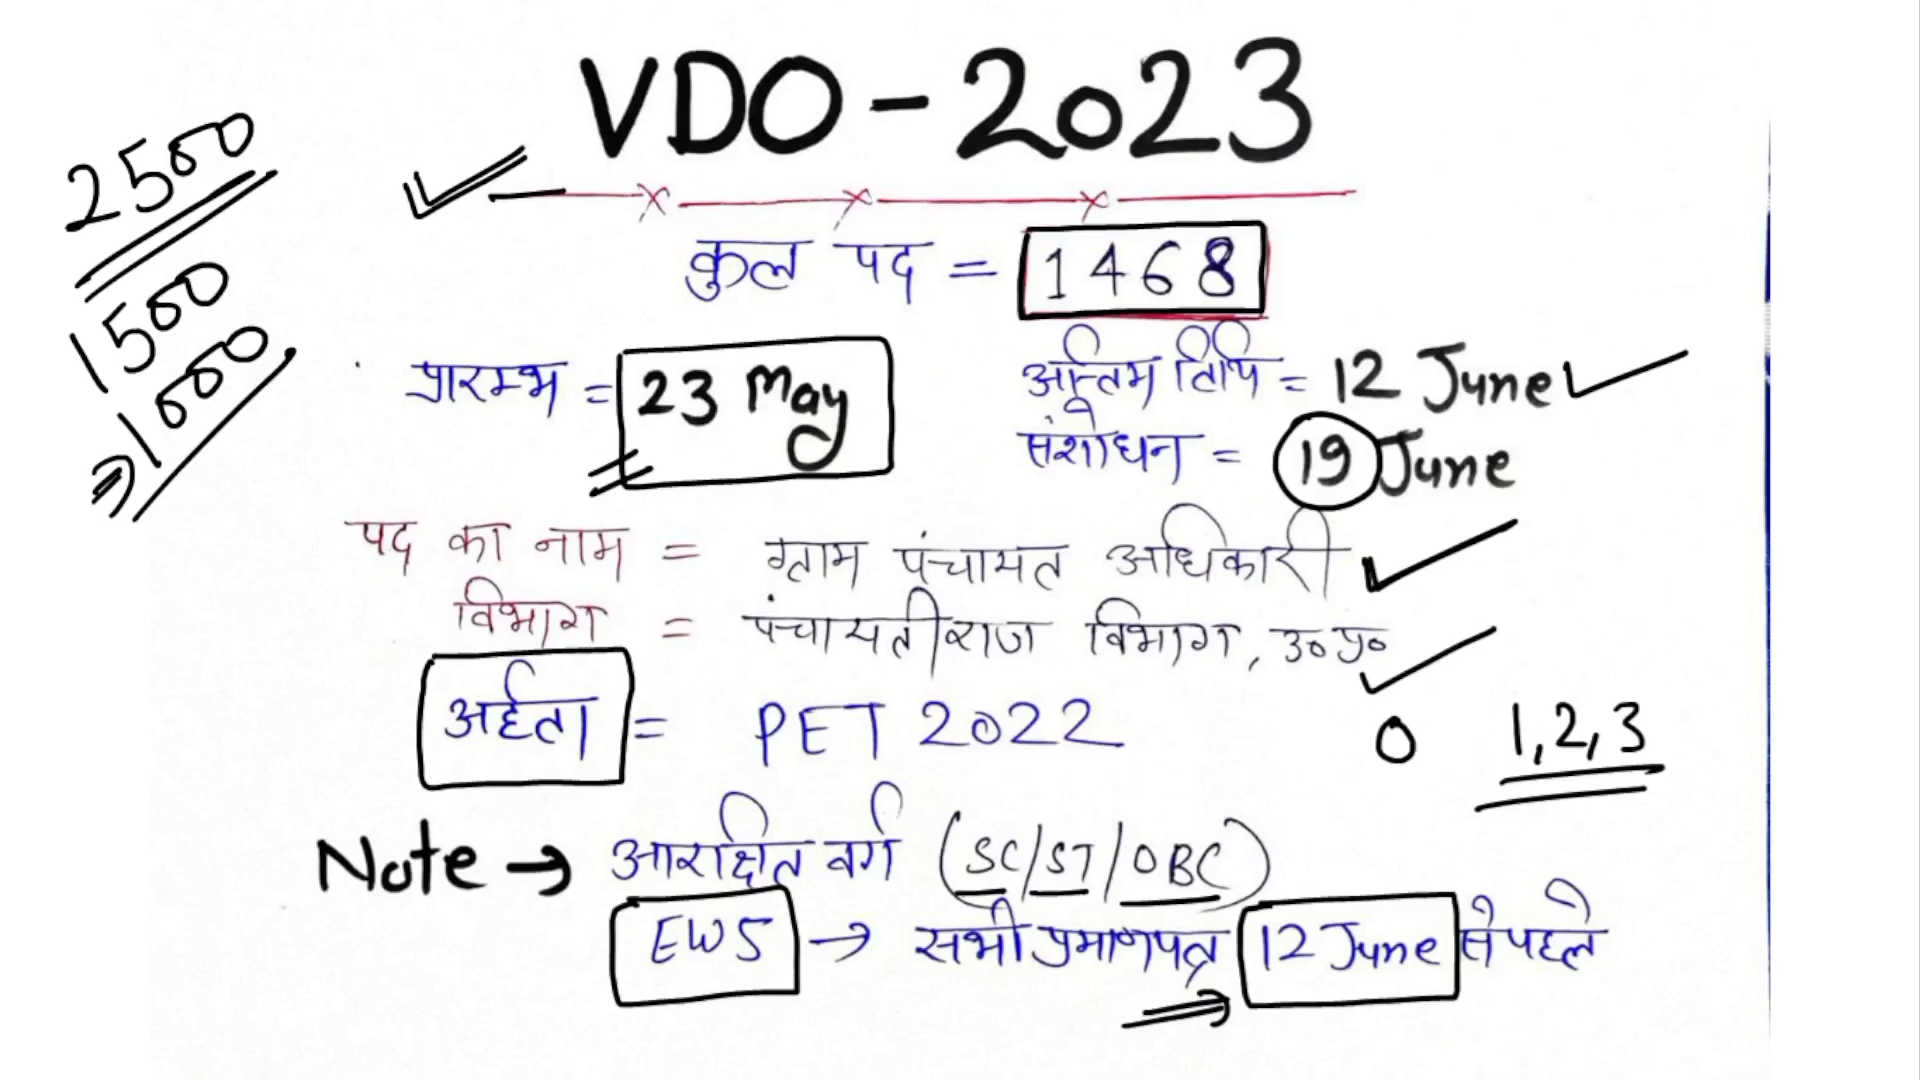 VDO - 2023
2500
1500
1000
कुल पद = 1468
प्रारम्भ = 23 May
अन्तिम तिथि = 12 June
संशोधन = 19 June
पद का नाम = ग्राम पंचायत अधिकारी
विभाग = पंचायतीराज विभाग, उ०प्र०
अर्हता = PET 2022
0 1,2,3
Note → आरक्षित वर्ग (SC/ST/OBC)
EWS → सभी प्रमाणपत्र 12 June से पहले